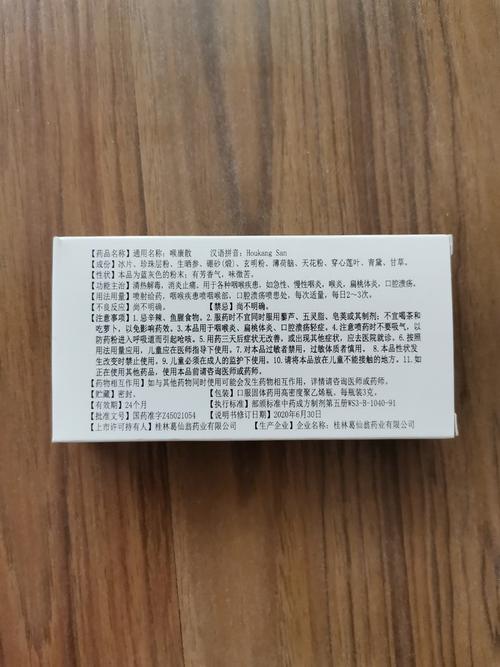 【药品名称】通用名称：喉康散 汉语拼音：Houkang San
【成份】冰片、珍珠层粉、生晒参、硼砂(煅)、玄明粉、薄荷脑、天花粉、穿心莲叶、青黛、甘草。
【性状】本品为蓝灰色的粉末；有芳香气，味微苦。
【功能主治】清热解毒，消炎止痛。用于各种咽喉疾患，如急性、慢性咽炎，喉炎，扁桃体炎，口腔溃疡。
【用法用量】喷射给药，咽喉疾患喷咽喉部，口腔溃疡喷患处，每次适量，每日2～3次。
【不良反应】尚不明确。 【禁忌】尚不明确。
【注意事项】1.忌辛辣、鱼腥食物。2.服药时不宜同时服用藜芦、五灵脂、皂荚或其制剂；不宜喝茶和
吃萝卜，以免影响药效。3.本品用于咽喉炎、扁桃体炎、口腔溃疡轻症。4.注意喷药时不要吸气，以
防药粉进入呼吸道而引起呛咳。5.用药三天后症状无改善，或出现其他症状，应去医院就诊。6.按照
用法用量应用，儿童应在医师指导下使用。7.对本品过敏者禁用，过敏体质者慎用。 8.本品性状发
生改变时禁止使用。9.儿童必须在成人的监护下使用。10.请将本品放在儿童不能接触的地方。11.如
正在使用其他药品，使用本品前请咨询医师或药师。
【药物相互作用】如与其他药物同时使用可能会发生药物相互作用，详情请咨询医师或药师。
【贮藏】密封。 【包装】口服固体药用高密度聚乙烯瓶，每瓶装3克。
【有效期】24个月 【执行标准】部颁标准中药成方制剂第五册WS3-B-1040-91
【批准文号】国药准字Z45021054 【说明书修订日期】2020年6月30日
【上市许可持有人】桂林葛仙翁药业有限公司 【生产企业】企业名称：桂林葛仙翁药业有限公司